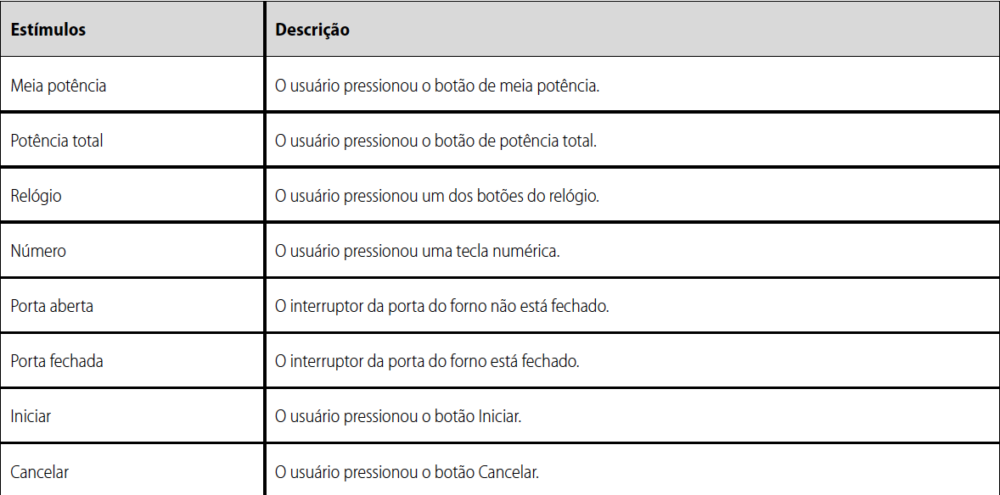 Estímulos Descrição
Meia potência O usuário pressionou o botão de meia potência.
Potência total O usuário pressionou o botão de potência total.
Relógio O usuário pressionou um dos botões do relógio.
Número O usuário pressionou uma tecla numérica.
Porta aberta O interruptor da porta do forno não está fechado.
Porta fechada O interruptor da porta do forno está fechado.
Iniciar O usuário pressionou o botão Iniciar.
Cancelar O usuário pressionou o botão Cancelar.